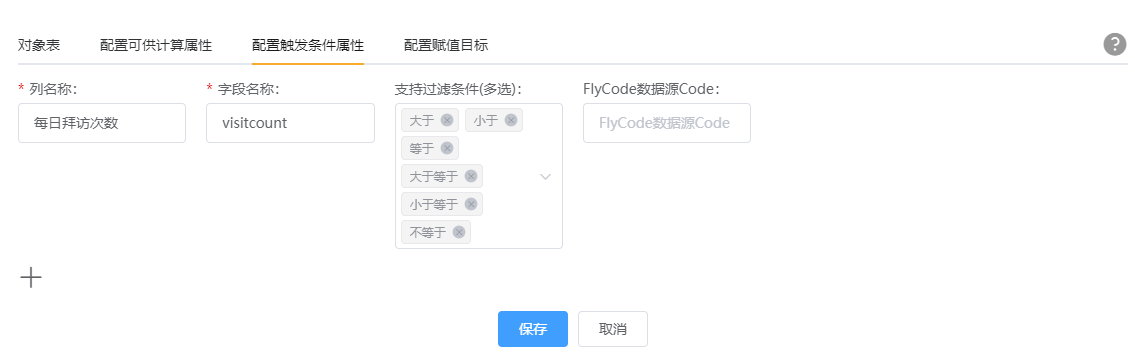 对象表 配置可供计算属性 配置触发条件属性 配置赋值目标 ?
* 列名称: * 字段名称: 支持过滤条件(多选): FlyCode数据源Code:
每日拜访次数 visitcount 大于 小于 FlyCode数据源Code
等于
大于等于
小于等于
不等于
保存 取消